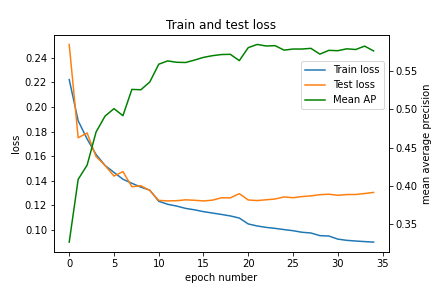 Train and test loss
loss
0.24
0.22
0.20
0.18
0.16
0.14
0.12
0.10
Train loss
Test loss
Mean AP
0.55
0.50
0.45
0.40
0.35
mean average precision
0 5 10 15 20 25 30 35
epoch number